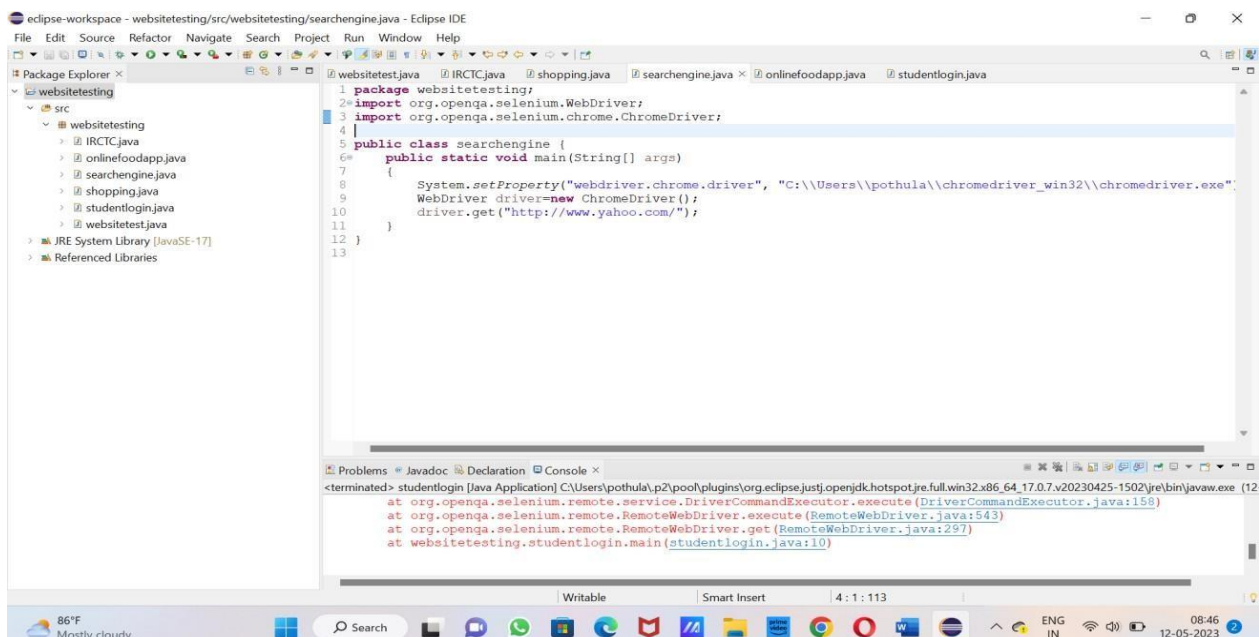 eclipse-workspace - websitetesting/src/websitetesting/searchengine.java - Eclipse IDE
File Edit Source Refactor Navigate Search Project Run Window Help
Package Explorer ×
websitetesting
src
websitetesting
IRCTC.java
onlinefoodapp.java
searchengine.java
shopping.java
studentlogin.java
websitetest.java
JRE System Library [JavaSE-17]
Referenced Libraries
websitetest.java IRCTC.java shopping.java searchengine.java × onlinefoodapp.java studentlogin.java
1 package websitetesting;
2 import org.openqa.selenium.WebDriver;
3 import org.openqa.selenium.chrome.ChromeDriver;
4
5 public class searchengine {
6 public static void main(String[] args)
7 {
8 System.setProperty("webdriver.chrome.driver", "C:\\Users\\pothula\\chromedriver_win32\\chromedriver.exe")
9 WebDriver driver=new ChromeDriver();
10 driver.get("http://www.yahoo.com/");
11 }
12 }
13
Problems Javadoc Declaration Console ×
<terminated> studentlogin [Java Application] C:\Users\pothula\.p2\pool\plugins\org.eclipse.justj.openjdk.hotspot.jre.full.win32.x86_64_17.0.7.v20230425-1502\jre\bin\javaw.exe (12-
at org.openqa.selenium.remote.service.DriverCommandExecutor.execute(DriverCommandExecutor.java:158)
at org.openqa.selenium.remote.RemoteWebDriver.execute(RemoteWebDriver.java:543)
at org.openqa.selenium.remote.RemoteWebDriver.get(RemoteWebDriver.java:297)
at websitetesting.studentlogin.main(studentlogin.java:10)
Writable Smart Insert 4 : 1 : 113
86°F
Mostly cloudy
Search
prime video
W
ENG
IN
08:46
12-05-2023
2